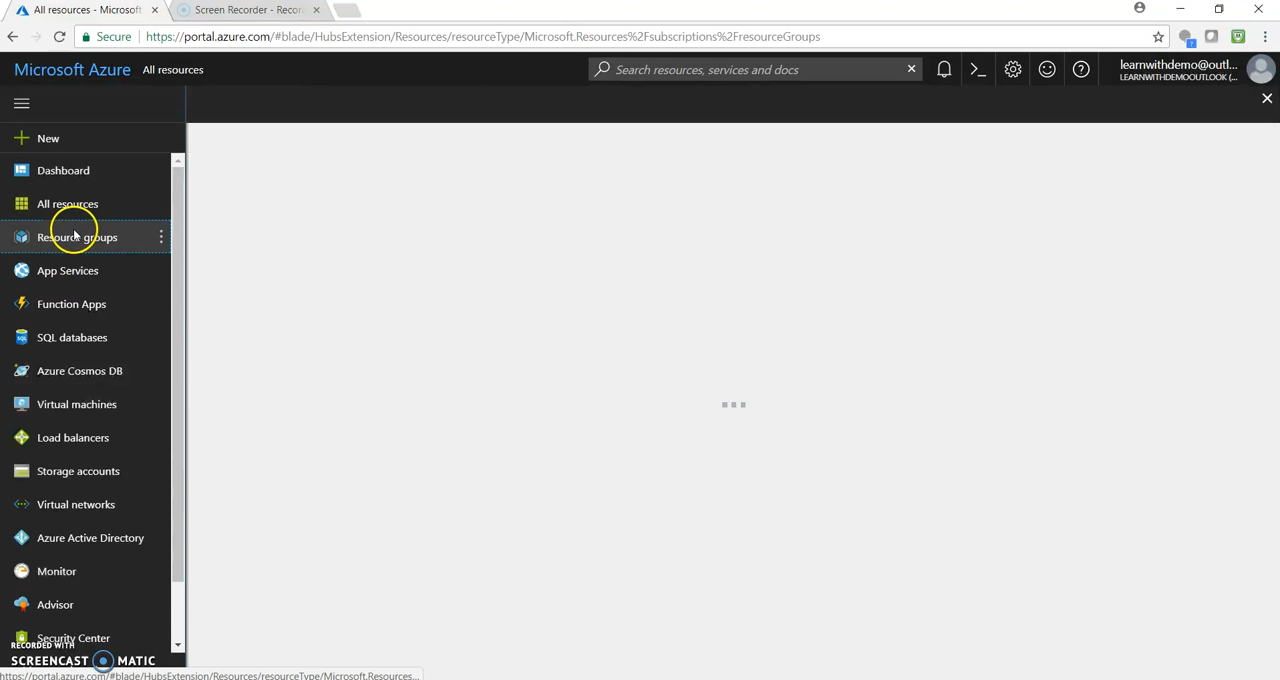 All resources - Microsoft
Screen Recorder - Record
Secure
https://portal.azure.com/#blade/HubsExtension/Resources/resourceType/Microsoft.Resources%2Fsubscriptions%2FresourceGroups
Microsoft Azure
All resources
Search resources, services and docs
learnwithdemo@outl...
LEARNWITHDEMOOUTLOOK (...
New
Dashboard
All resources
Resource groups
App Services
Function Apps
SQL databases
Azure Cosmos DB
Virtual machines
Load balancers
Storage accounts
Virtual networks
Azure Active Directory
Monitor
Advisor
Security Center
RECORDED WITH
SCREENCAST MATIC
https://portal.azure.com/#blade/HubsExtension/Resources/resourceType/Microsoft.Resources...